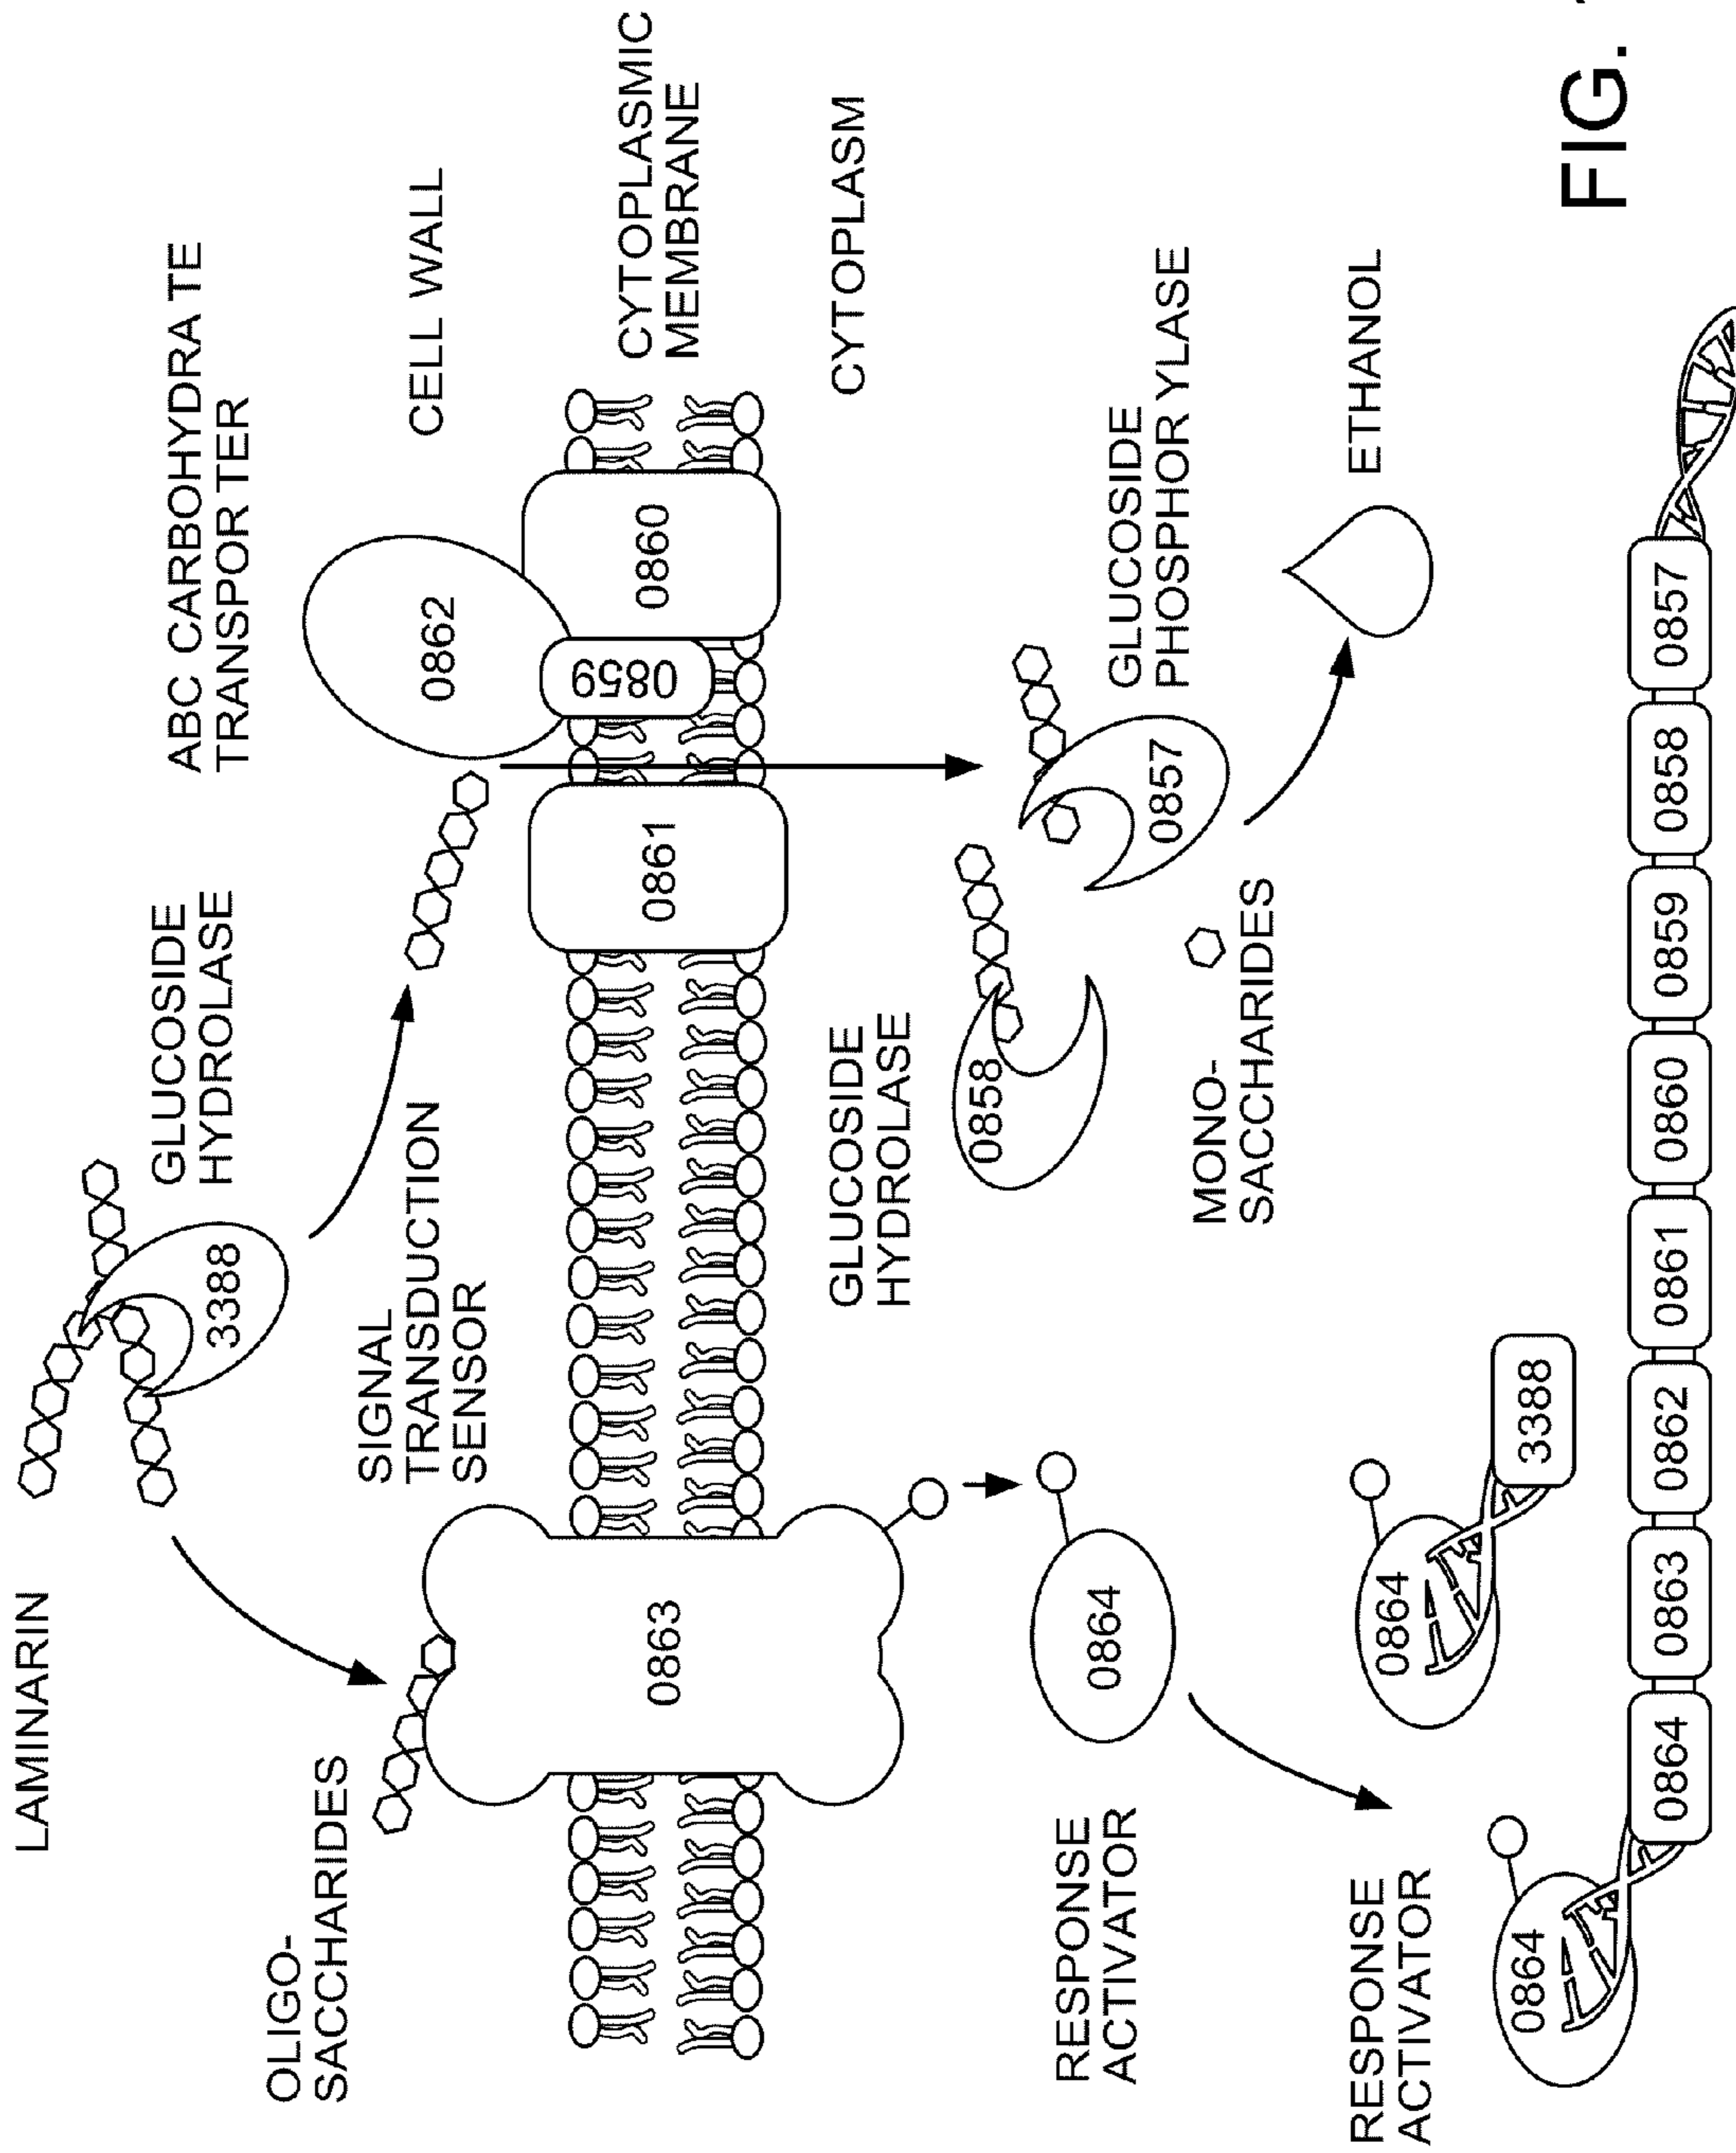 LAMINARIN
GLUCOSIDE
HYDROLASE
3388
ABC CARBOHYDRA TE
TRANSPOR TER
OLIGO-
SACCHARIDES
SIGNAL
TRANSDUCTION
SENSOR
0862
CELL WALL
0863
0861
0859
0860
CYTOPLASMIC
MEMBRANE
GLUCOSIDE
HYDROLASE
CYTOPLASM
0858
0857
RESPONSE
ACTIVATOR
0864
GLUCOSIDE
PHOSPHOR YLASE
MONO-
SACCHARIDES
RESPONSE
ACTIVATOR
0864
3388
ETHANOL
0864
0864
0863
0862
0861
0860
0859
0858
0857
FIG.